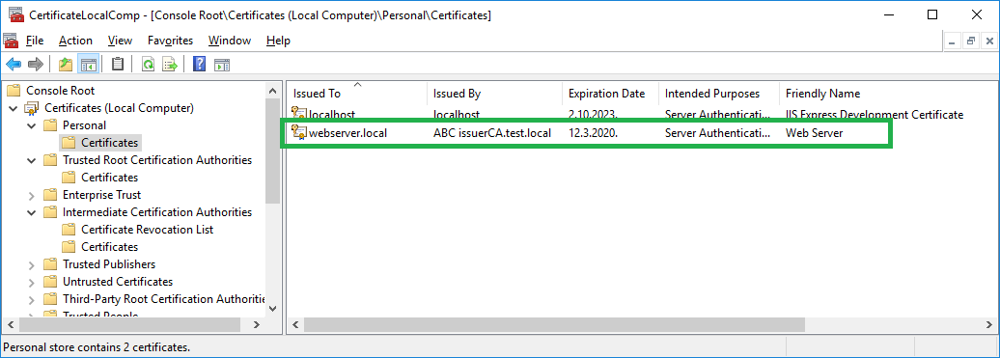 CertificateLocalComp - [Console Root\Certificates (Local Computer)\Personal\Certificates]
File Action View Favorites Window Help
Console Root
Certificates (Local Computer)
Personal
Certificates
Trusted Root Certification Authorities
Certificates
Enterprise Trust
Intermediate Certification Authorities
Certificate Revocation List
Certificates
Trusted Publishers
Untrusted Certificates
Third-Party Root Certification Authoritie
Trusted People
Issued To Issued By Expiration Date Intended Purposes Friendly Name
localhost localhost 2.10.2023. Server Authenticati... IIS Express Development Certificate
webserver.local ABC issuerCA.test.local 12.3.2020. Server Authenticati... Web Server
Personal store contains 2 certificates.